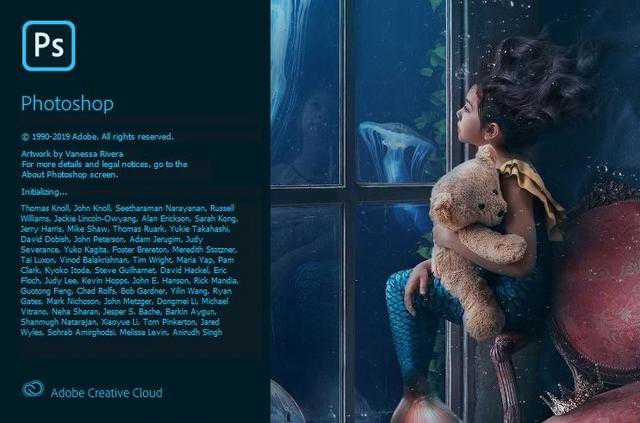 Ps
Photoshop
© 1990-2019 Adobe. All rights reserved.
Artwork by Vanessa Rivera
For more details and legal notices, go to the
About Photoshop screen.
Initializing...
Thomas Knoll, John Knoll, Seetharaman Narayanan, Russell
Williams, Jackie Lincoln-Owyang, Alan Erickson, Sarah Kong,
Jerry Harris, Mike Shaw, Thomas Ruark, Yukie Takahashi,
David Dobish, John Peterson, Adam Jerugim, Judy
Severance, Yuko Kagita, Foster Brereton, Meredith Stotzner,
Tai Luxon, Vinod Balakrishnan, Tim Wright, Maria Yap, Pam
Clark, Kyoko Itoda, Steve Guilhamet, David Hackel, Eric
Floch, Judy Lee, Kevin Hopps, John E. Hanson, Rick Mandia,
Guotong Feng, Chad Rolfs, Bob Gardner, Yilin Wang, Ryan
Gates, Mark Nichoson, John Metzger, Dongmei Li, Michael
Vitrano, Neha Sharan, Jesper S. Bache, Barkin Aygun,
Shanmugh Natarajan, Xiaoyue Li, Tom Pinkerton, Jared
Wyles, Sohrab Amirghodsi, Melissa Levin, Anirudh Singh
Adobe Creative Cloud